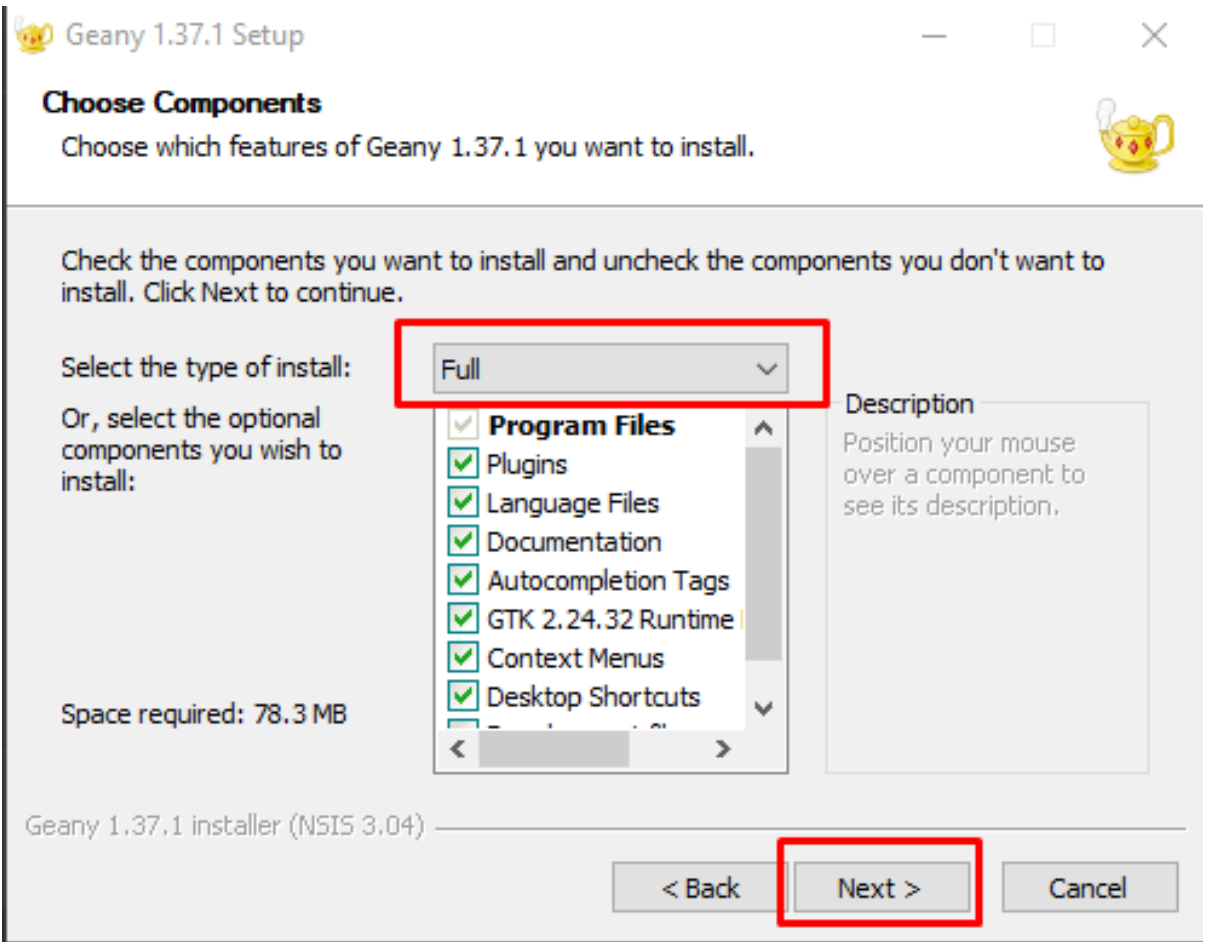 Geany 1.37.1 Setup
Choose Components
Choose which features of Geany 1.37.1 you want to install.
Check the components you want to install and uncheck the components you don't want to
install. Click Next to continue.
Select the type of install:
Full
Or, select the optional
components you wish to
install:
Program Files
Plugins
Language Files
Documentation
Autocompletion Tags
GTK 2.24.32 Runtime
Context Menus
Desktop Shortcuts
Description
Position your mouse
over a component to
see its description.
Space required: 78.3 MB
Geany 1.37.1 installer (NSIS 3.04)
< Back
Next >
Cancel